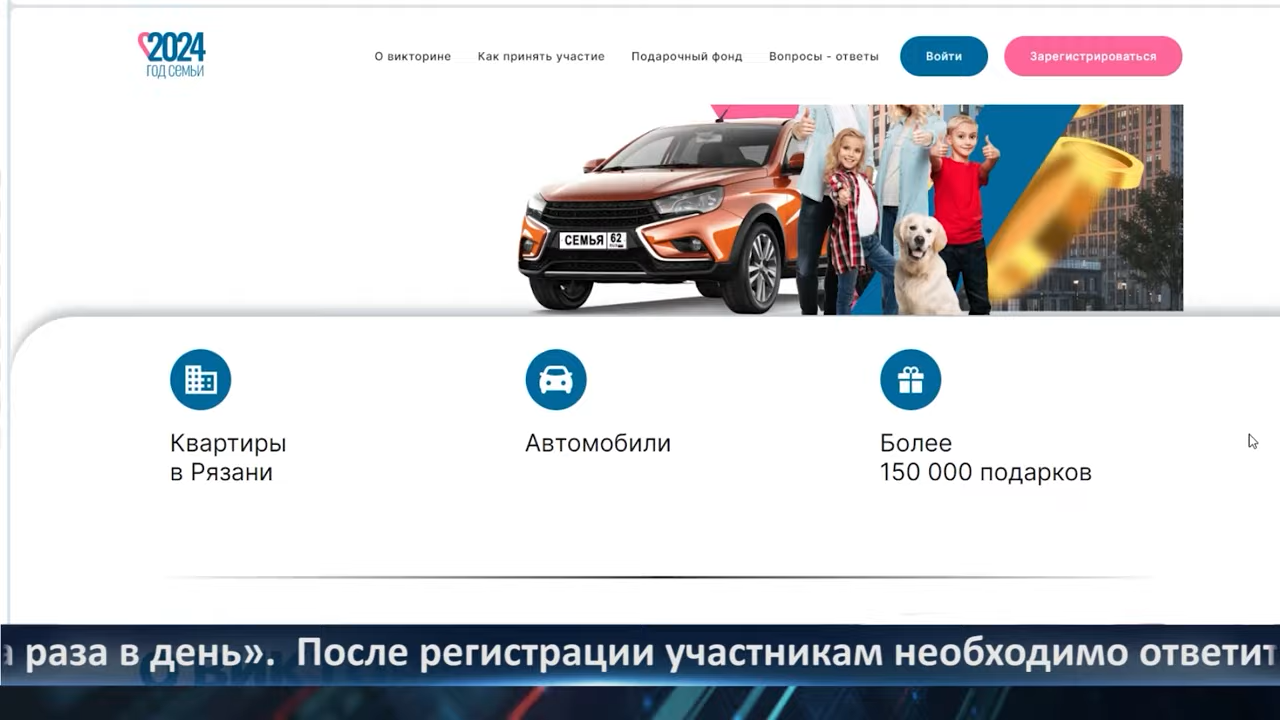 2024
ГОД СЕМЬИ
О викторине
Как принять участие
Подарочный фонд
Вопросы - ответы
Войти
Зарегистрироваться
СЕМЬЯ 62
Квартиры
в Рязани
Автомобили
Более
150 000 подарков
раза в день». После регистрации участникам необходимо ответит